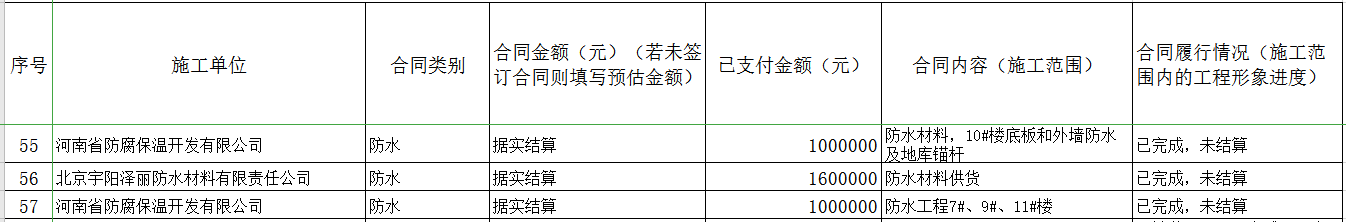 序号 施工单位 合同类别 合同金额（元）（若未签订合同则填写预估金额） 已支付金额（元） 合同内容（施工范围） 合同履行情况（施工范围内的工程形象进度）
55 河南省防腐保温开发有限公司 防水 据实结算 1000000 防水材料，10#楼底板和外墙防水及地库锚杆 已完成，未结算
56 北京宇阳泽丽防水材料有限责任公司 防水 据实结算 1600000 防水材料供货 已完成，未结算
57 河南省防腐保温开发有限公司 防水 据实结算 1000000 防水工程7#、9#、11#楼 已完成，未结算